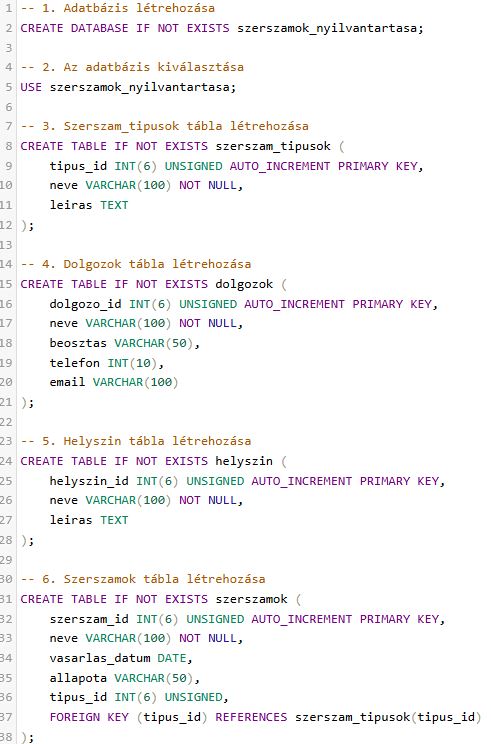 1 -- 1. Adatbázis létrehozása
2 CREATE DATABASE IF NOT EXISTS szerszamok_nyilvantartasa;
3
4 -- 2. Az adatbázis kiválasztása
5 USE szerszamok_nyilvantartasa;
6
7 -- 3. Szerszam_tipusok tábla létrehozása
8 CREATE TABLE IF NOT EXISTS szerszam_tipusok (
9 tipus_id INT(6) UNSIGNED AUTO_INCREMENT PRIMARY KEY,
10 neve VARCHAR(100) NOT NULL,
11 leiras TEXT
12 );
13
14 -- 4. Dolgozok tábla létrehozása
15 CREATE TABLE IF NOT EXISTS dolgozok (
16 dolgozo_id INT(6) UNSIGNED AUTO_INCREMENT PRIMARY KEY,
17 neve VARCHAR(100) NOT NULL,
18 beosztas VARCHAR(50),
19 telefon INT(10),
20 email VARCHAR(100)
21 );
22
23 -- 5. Helyszin tábla létrehozása
24 CREATE TABLE IF NOT EXISTS helyszin (
25 helyszin_id INT(6) UNSIGNED AUTO_INCREMENT PRIMARY KEY,
26 neve VARCHAR(100) NOT NULL,
27 leiras TEXT
28 );
29
30 -- 6. Szerszamok tábla létrehozása
31 CREATE TABLE IF NOT EXISTS szerszamok (
32 szerszam_id INT(6) UNSIGNED AUTO_INCREMENT PRIMARY KEY,
33 neve VARCHAR(100) NOT NULL,
34 vasarlas_datum DATE,
35 allapota VARCHAR(50),
36 tipus_id INT(6) UNSIGNED,
37 FOREIGN KEY (tipus_id) REFERENCES szerszam_tipusok(tipus_id)
38 );